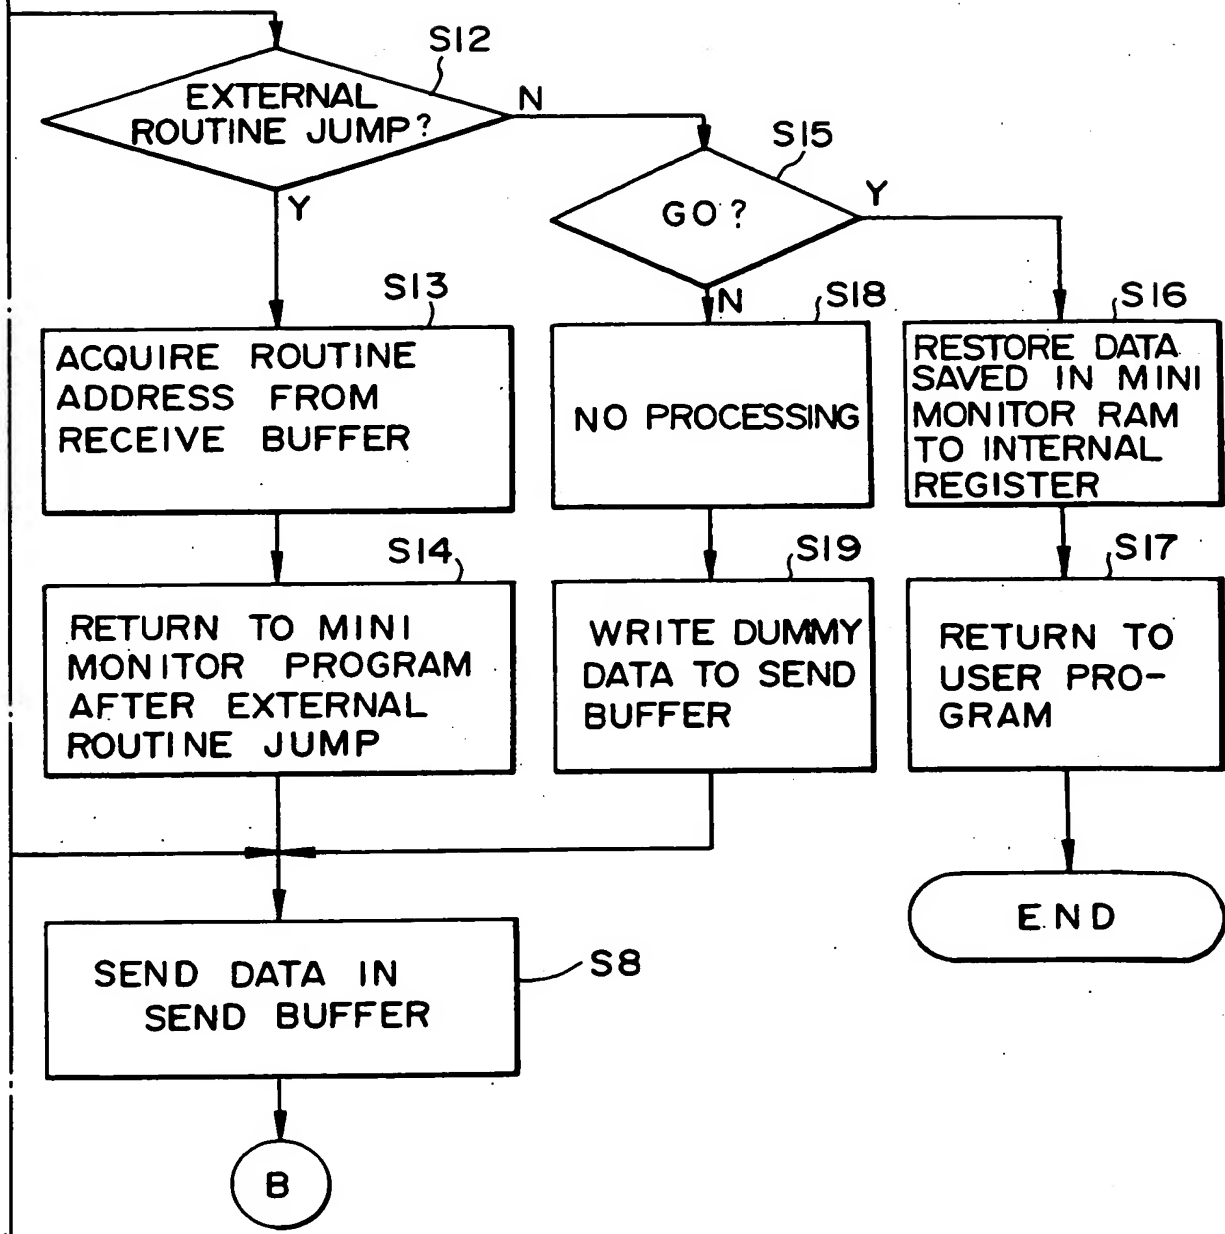 S12
EXTERNAL
ROUTINE JUMP?
N
Y
S15
GO?
Y
N
S13
ACQUIRE ROUTINE
ADDRESS FROM
RECEIVE BUFFER
S18
NO PROCESSING
S16
RESTORE DATA
SAVED IN MINI
MONITOR RAM
TO INTERNAL
REGISTER
S14
RETURN TO MINI
MONITOR PROGRAM
AFTER EXTERNAL
ROUTINE JUMP
S19
WRITE DUMMY
DATA TO SEND
BUFFER
S17
RETURN TO
USER PRO-
GRAM
END
S8
SEND DATA IN
SEND BUFFER
B